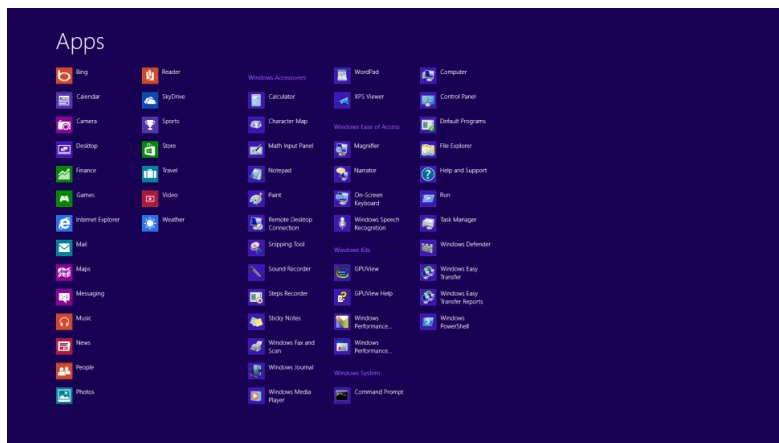 Apps
Bing
Calendar
Camera
Desktop
Finance
Games
Internet Explorer
Mail
Maps
Messaging
Music
News
People
Photos
Reader
SkyDrive
Sports
Store
Travel
Video
Weather
Windows Accessories
Calculator
Character Map
Math Input Panel
Notepad
Paint
Remote Desktop
Connection
Snipping Tool
Sound Recorder
Steps Recorder
Sticky Notes
Windows Fax and
Scan
Windows Journal
Windows Media
Player
WordPad
XPS Viewer
Windows Ease of Access
Magnifier
Narrator
On-Screen
Keyboard
Windows Speech
Recognition
Windows Kits
GPUView
GPUView Help
Windows
Performance...
Windows
Performance...
Windows System
Command Prompt
Computer
Control Panel
Default Programs
File Explorer
Help and Support
Run
Task Manager
Windows Defender
Windows Easy
Transfer
Windows Easy
Transfer Reports
Windows
PowerShell